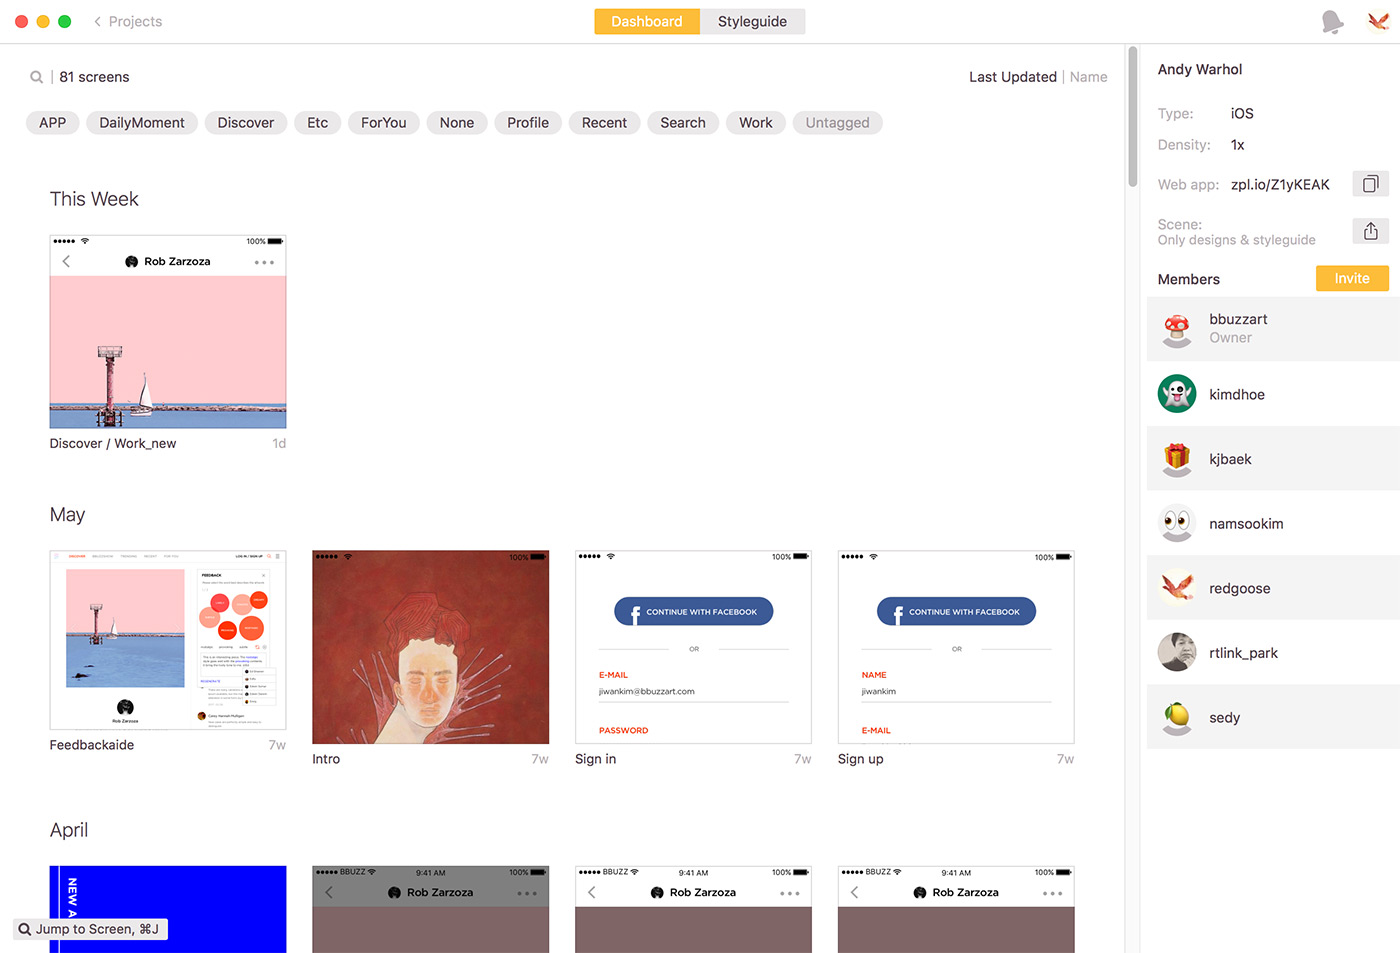 Projects
Dashboard Styleguide
81 screens
Last Updated Name
APP DailyMoment Discover Etc ForYou None Profile Recent Search Work Untagged
This Week
100%
Rob Zarzoza
Discover / Work_new 1d
May
DISCOVER
LOG IN / SIGN UP
FEEDBACK
Rob Zarzoza
Feedbackaide 7w
100%
Intro 7w
100%
CONTINUE WITH FACEBOOK
OR
E-MAIL
jiwankim@bbuzzart.com
PASSWORD
Sign in 7w
100%
CONTINUE WITH FACEBOOK
OR
NAME
jiwankim
E-MAIL
Sign up 7w
April
NEW A
Jump to Screen, ⌘J
BBUZZ 9:41 AM 100%
Rob Zarzoza
BBUZZ 9:41 AM 100%
Rob Zarzoza
BBUZZ 9:41 AM 100%
Rob Zarzoza
Andy Warhol
Type: iOS
Density: 1x
Web app: zpl.io/Z1yKEAK
Scene:
Only designs & styleguide
Members Invite
bbuzzart
Owner
kimdhoe
kjbaek
namsookim
redgoose
rtlink_park
sedy